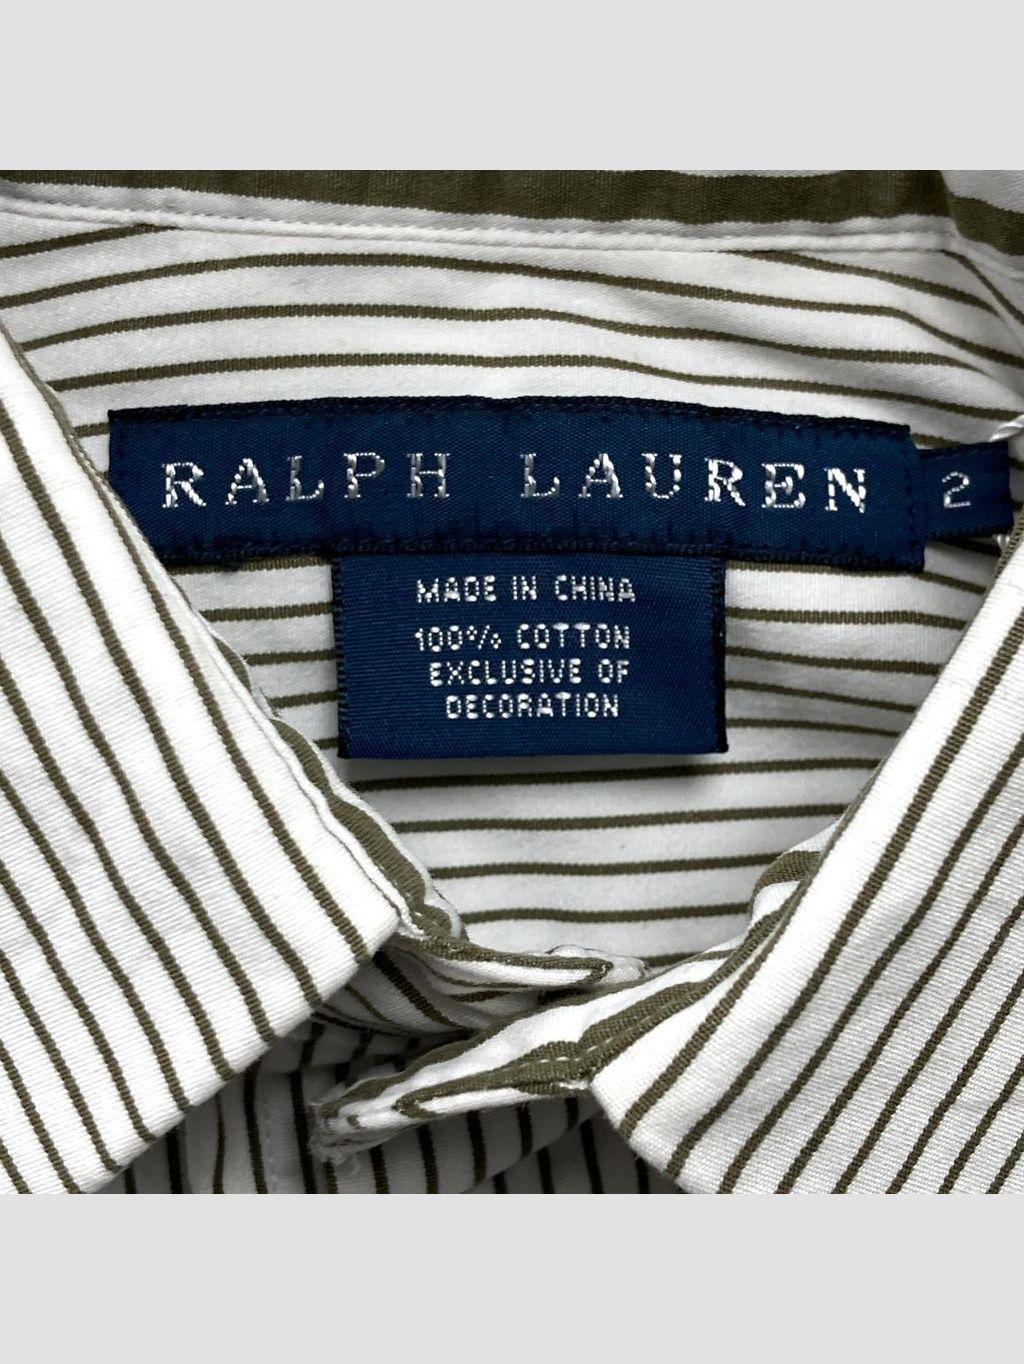 RALPH LAUREN 2
MADE IN CHINA
100% COTTON
EXCLUSIVE OF
DECORATION